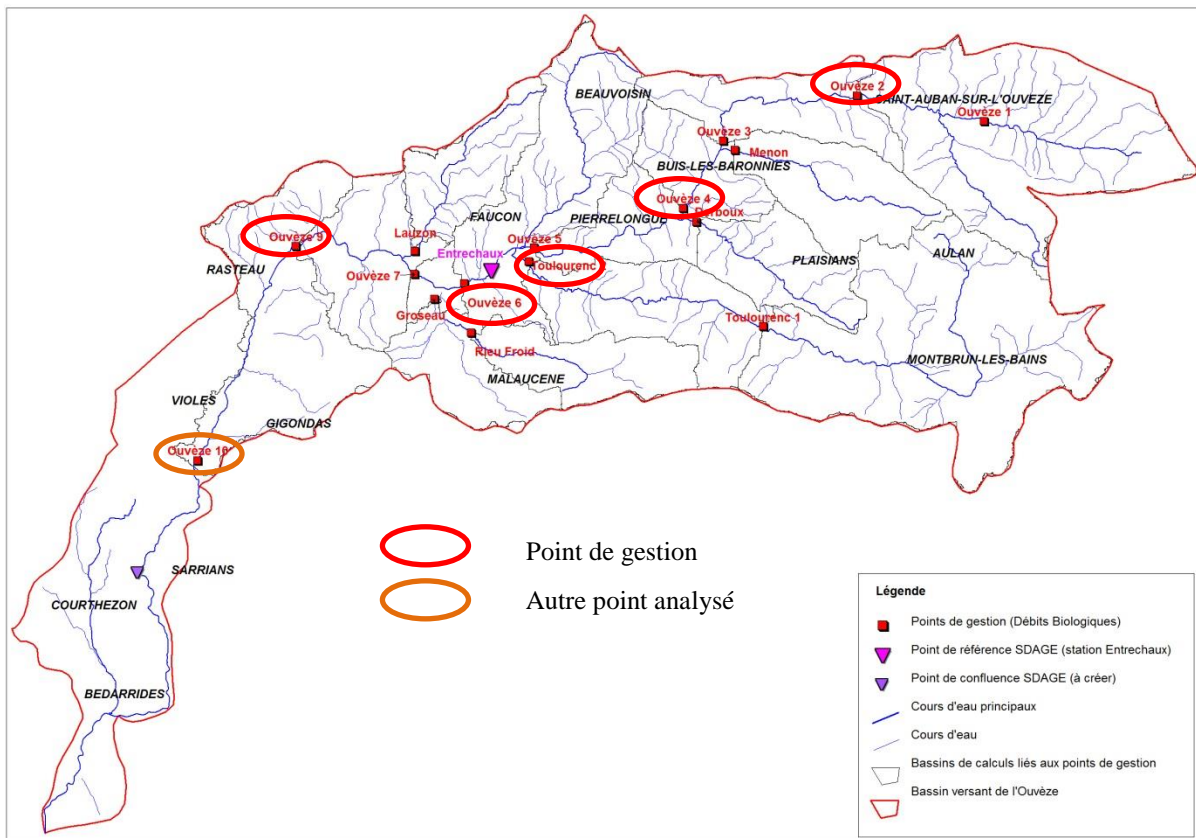 BEAUVOISIN
Ouvèze 2
SAINT-AUBAN-SUR-L'OUVEZE
Ouvèze 1
Ouvèze 3
Menon
BUIS-LES-BARONNIES
Ouvèze 4
Derboux
FAUCON
PIERRELONGUE
Ouvèze 9
Lauzon
Ouvèze 5
Entrechaux
Toulourenc
RASTEAU
Ouvèze 7
PLAISIANS
AULAN
Ouvèze 6
Groseau
Toulourenc 1
Rieu Froid
MONTBRUN-LES-BAINS
MALAUCENE
VIOLES
GIGONDAS
Ouvèze 10
SARRIANS
COURTHEZON
BEDARRIDES
Point de gestion
Autre point analysé
Légende
Points de gestion (Débits Biologiques)
Point de référence SDAGE (station Entrechaux)
Point de confluence SDAGE (à créer)
Cours d'eau principaux
Cours d'eau
Bassins de calculs liés aux points de gestion
Bassin versant de l'Ouvèze